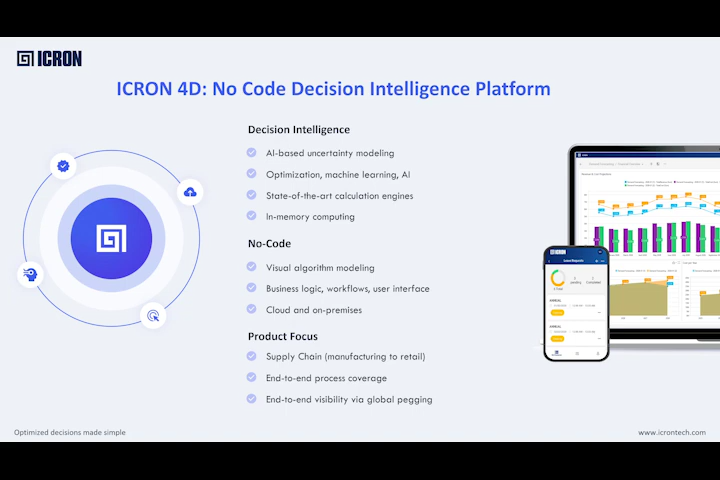 ICRON
ICRON 4D: No Code Decision Intelligence Platform
Decision Intelligence
AI-based uncertainty modeling
Optimization, machine learning, AI
State-of-the-art calculation engines
In-memory computing
No-Code
Visual algorithm modeling
Business logic, workflows, user interface
Cloud and on-premises
Product Focus
Supply Chain (manufacturing to retail)
End-to-end process coverage
End-to-end visibility via global pegging
ICRON
Optimized decisions made simple
www.icrontech.com